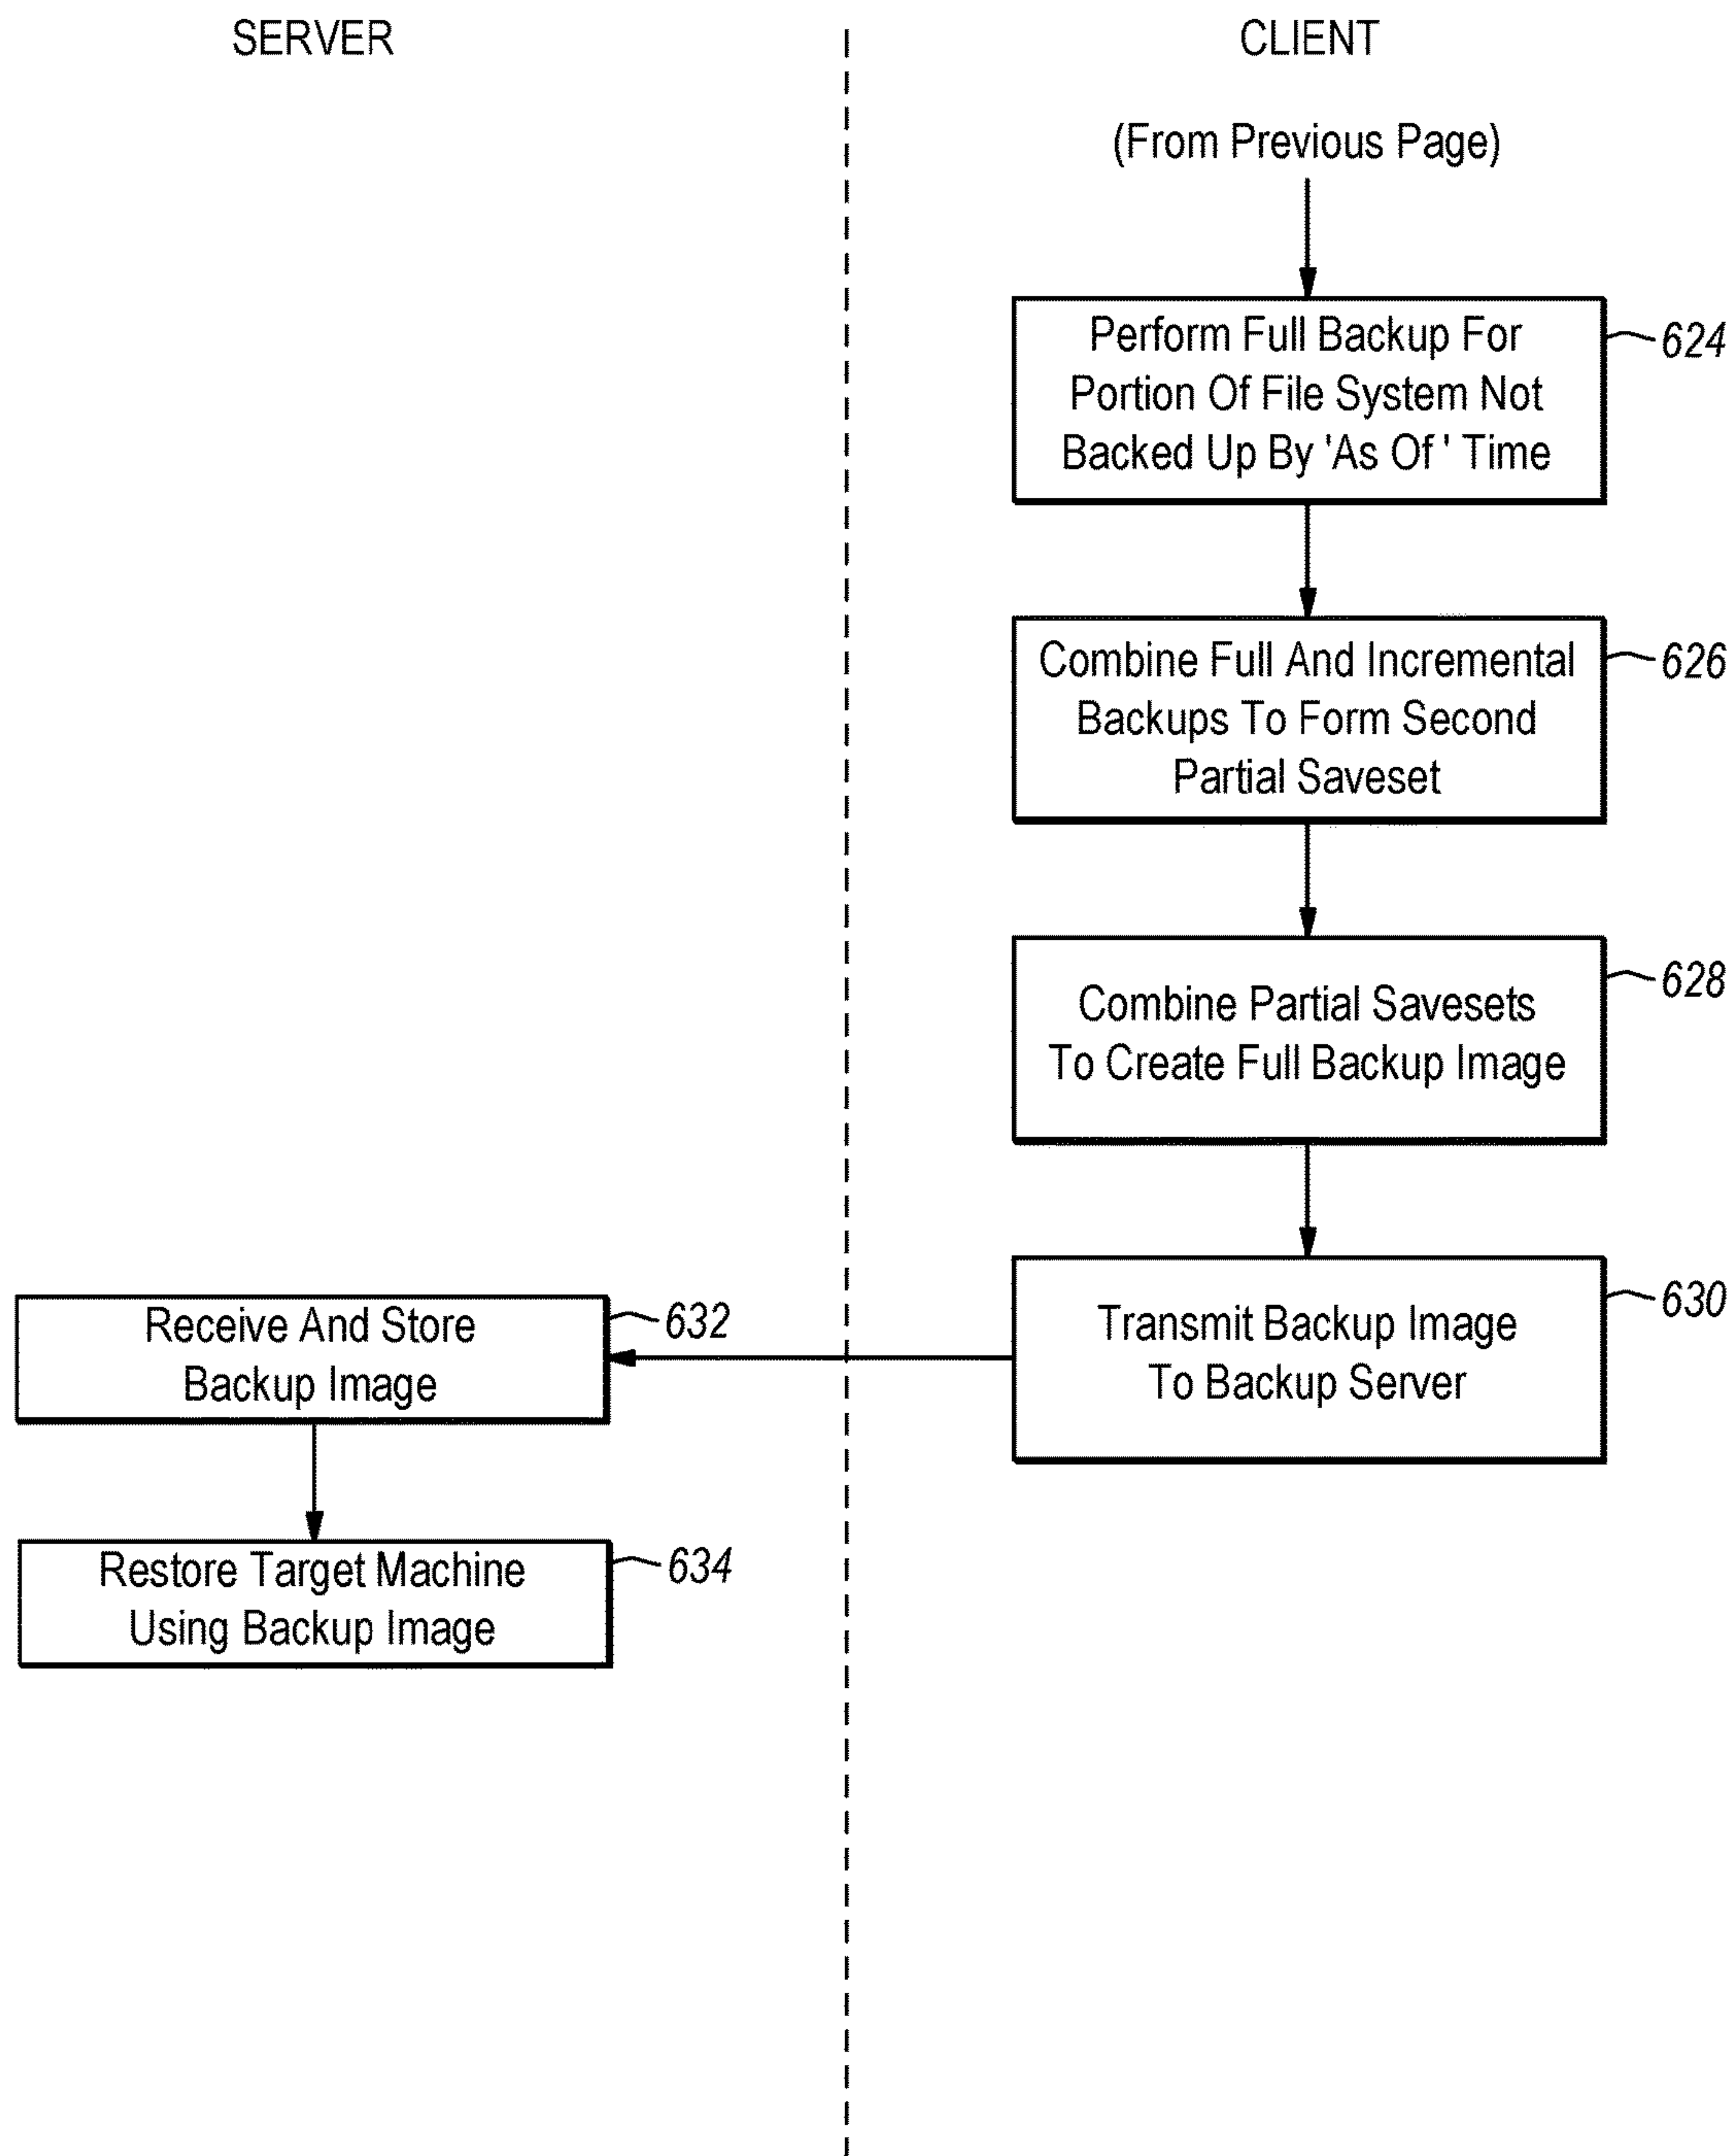 SERVER
CLIENT
(From Previous Page)
Perform Full Backup For
Portion Of File System Not
Backed Up By 'As Of ' Time
624
Combine Full And Incremental
Backups To Form Second
Partial Saveset
626
Combine Partial Savesets
To Create Full Backup Image
628
Transmit Backup Image
To Backup Server
630
Receive And Store
Backup Image
632
Restore Target Machine
Using Backup Image
634